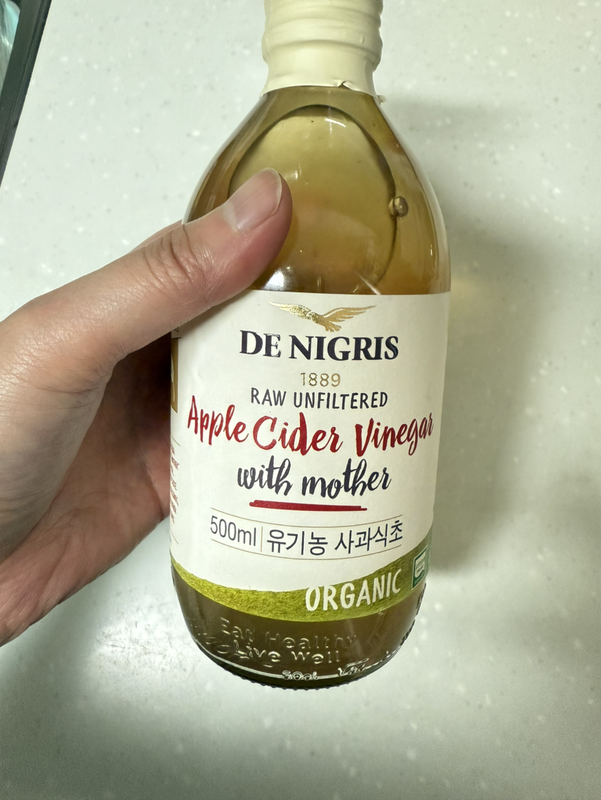 DE NIGRIS
1889
RAW UNFILTERED
Apple Cider Vinegar
with mother
500ml | 유기농 사과식초
ORGANIC
Eat Healthy
Live Well